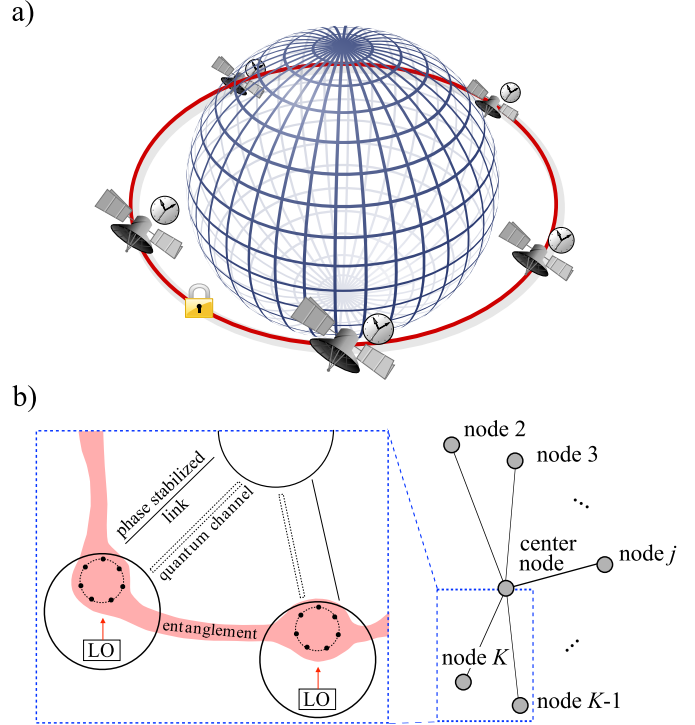 a)
b)
node 2
node 3
...
center
node
node j
...
node K
node K-1
phase stabilized
link
quantum channel
entanglement
LO
LO